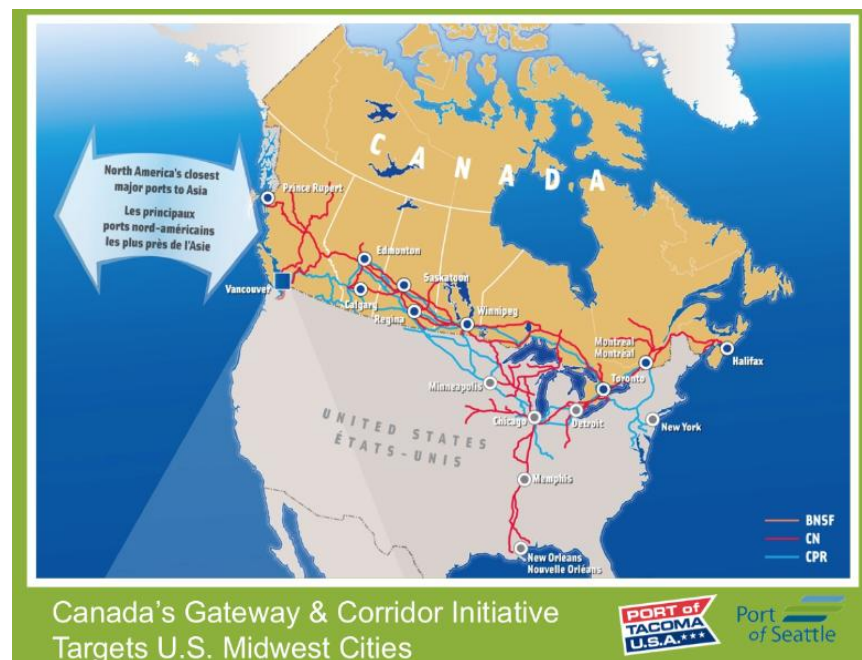 North America's closest
major ports to Asia
Les principaux
ports nord-américains
les plus près de l'Asie
CANADA
Prince Rupert
Edmonton
Saskatoon
Vancouver
Calgary
Regina
Winnipeg
Montreal
Montréal
Halifax
Toronto
Minneapolis
Chicago
Detroit
New York
UNITED STATES
ÉTATS-UNIS
Memphis
New Orleans
Nouvelle Orléans
BNSF
CN
CPR
Canada's Gateway & Corridor Initiative
Targets U.S. Midwest Cities
PORT of
TACOMA
U.S.A.
Port
of Seattle